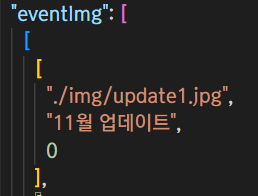 "eventImg": [
[
[
"./img/update1.jpg",
"11월 업데이트",
0
],